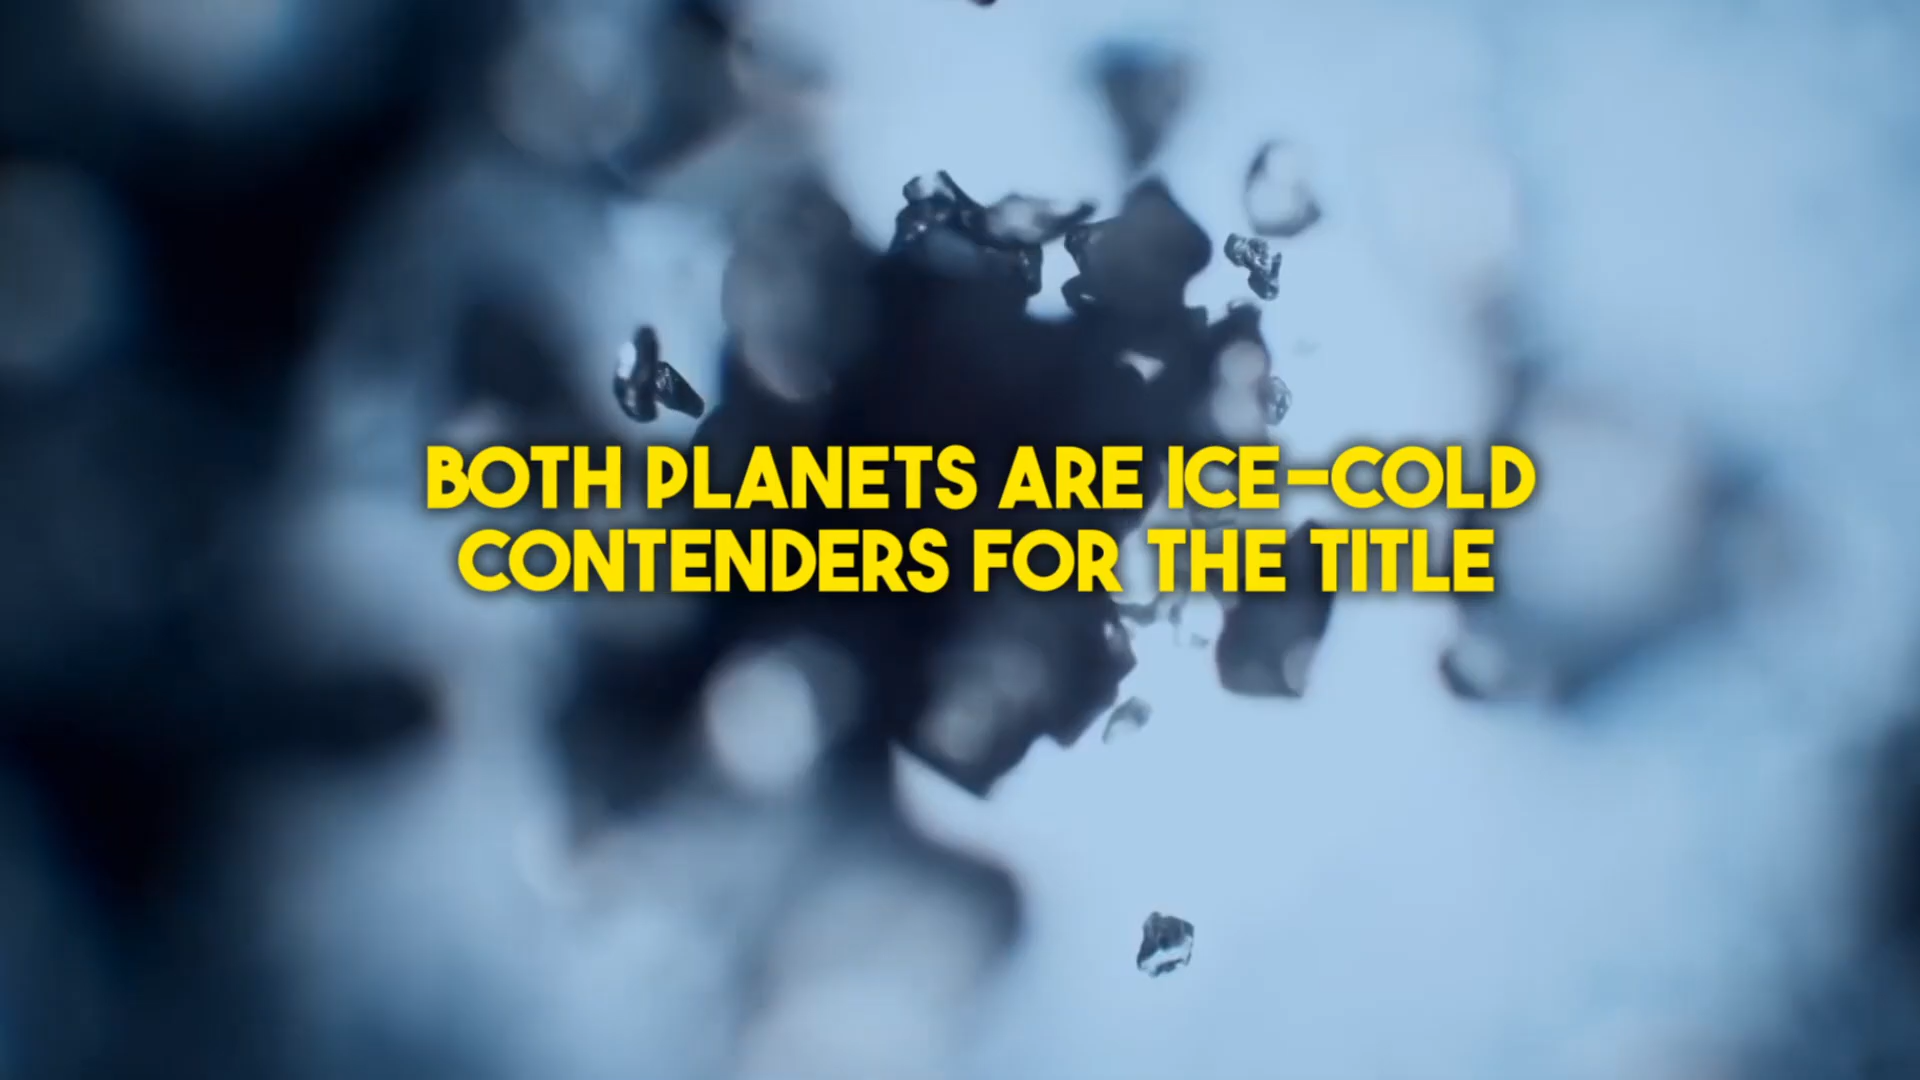 BOTH PLANETS ARE ICE-COLD
CONTENDERS FOR THE TITLE